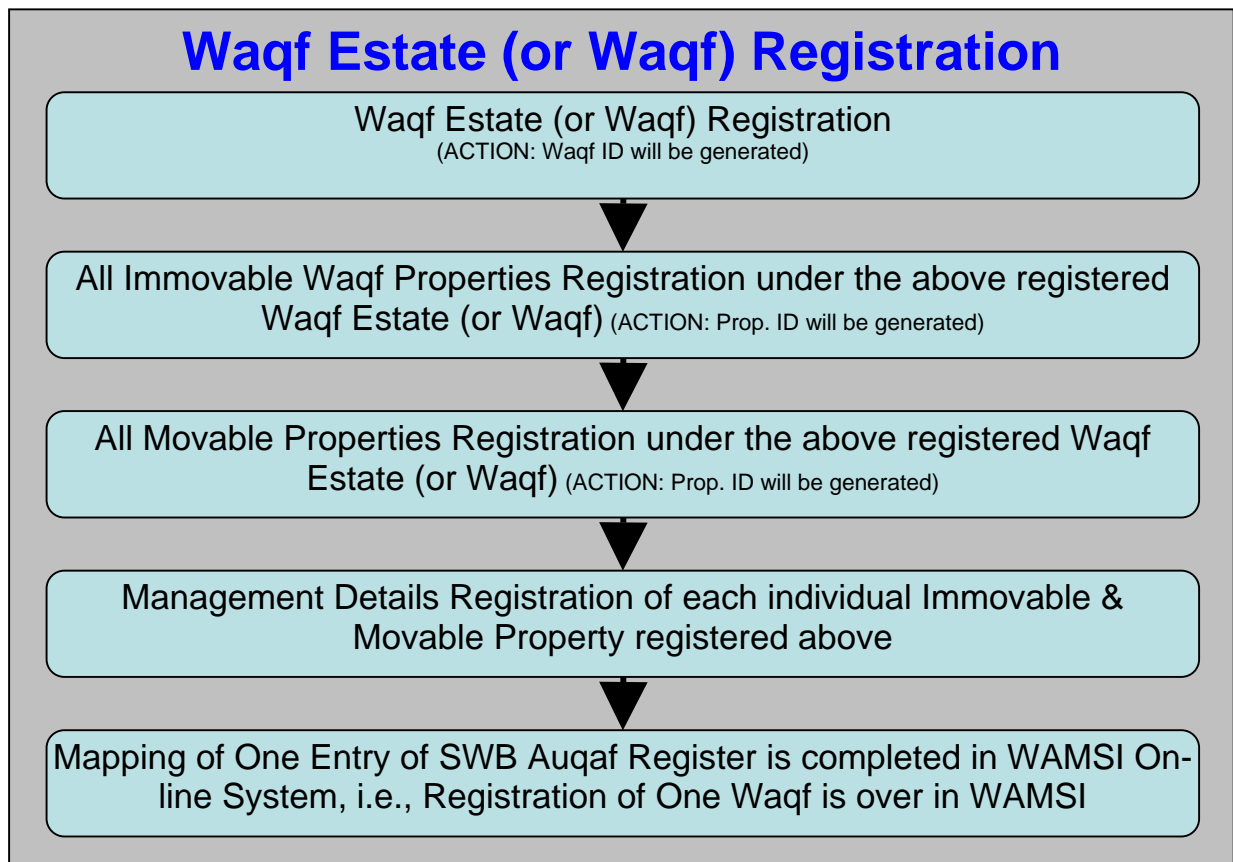 Waqf Estate (or Waqf) Registration
Waqf Estate (or Waqf) Registration
(ACTION: Waqf ID will be generated)
All Immovable Waqf Properties Registration under the above registered
Waqf Estate (or Waqf) (ACTION: Prop. ID will be generated)
All Movable Properties Registration under the above registered Waqf
Estate (or Waqf) (ACTION: Prop. ID will be generated)
Management Details Registration of each individual Immovable &
Movable Property registered above
Mapping of One Entry of SWB Auqaf Register is completed in WAMSI On-
line System, i.e., Registration of One Waqf is over in WAMSI